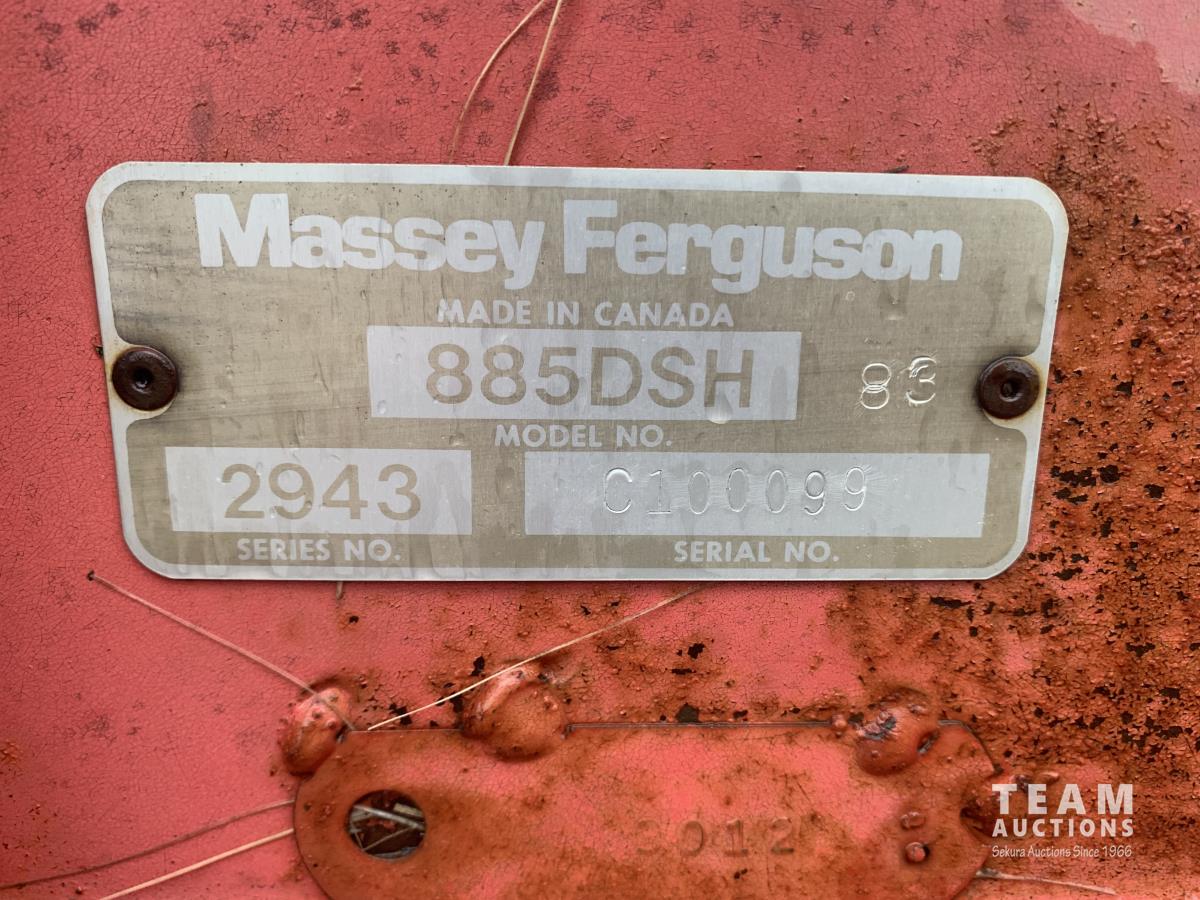 Massey Ferguson
MADE IN CANADA
885DSH 83
MODEL NO.
2943 C100099
SERIES NO. SERIAL NO.
3012
TEAM
AUCTIONS
Sekura Auctions Since 1966